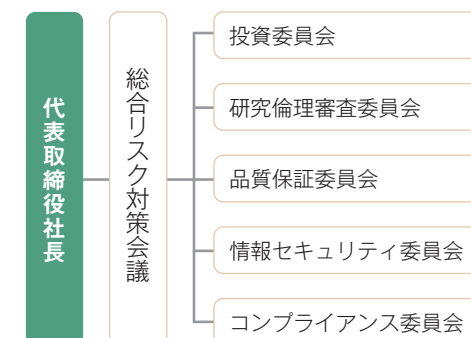 代表取締役社長
総合リスク対策会議
投資委員会
研究倫理審査委員会
品質保証委員会
情報セキュリティ委員会
コンプライアンス委員会